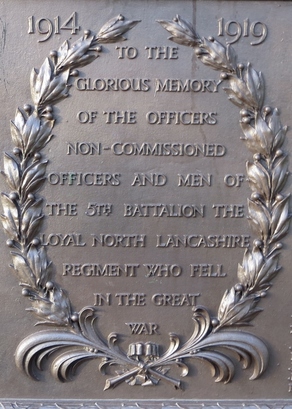 1914 1919
TO THE
GLORIOUS MEMORY
OF THE OFFICERS
NON-COMMISSIONED
OFFICERS AND MEN OF
THE 5TH BATTALION THE
LOYAL NORTH LANCASHIRE
REGIMENT WHO FELL
IN THE GREAT
WAR